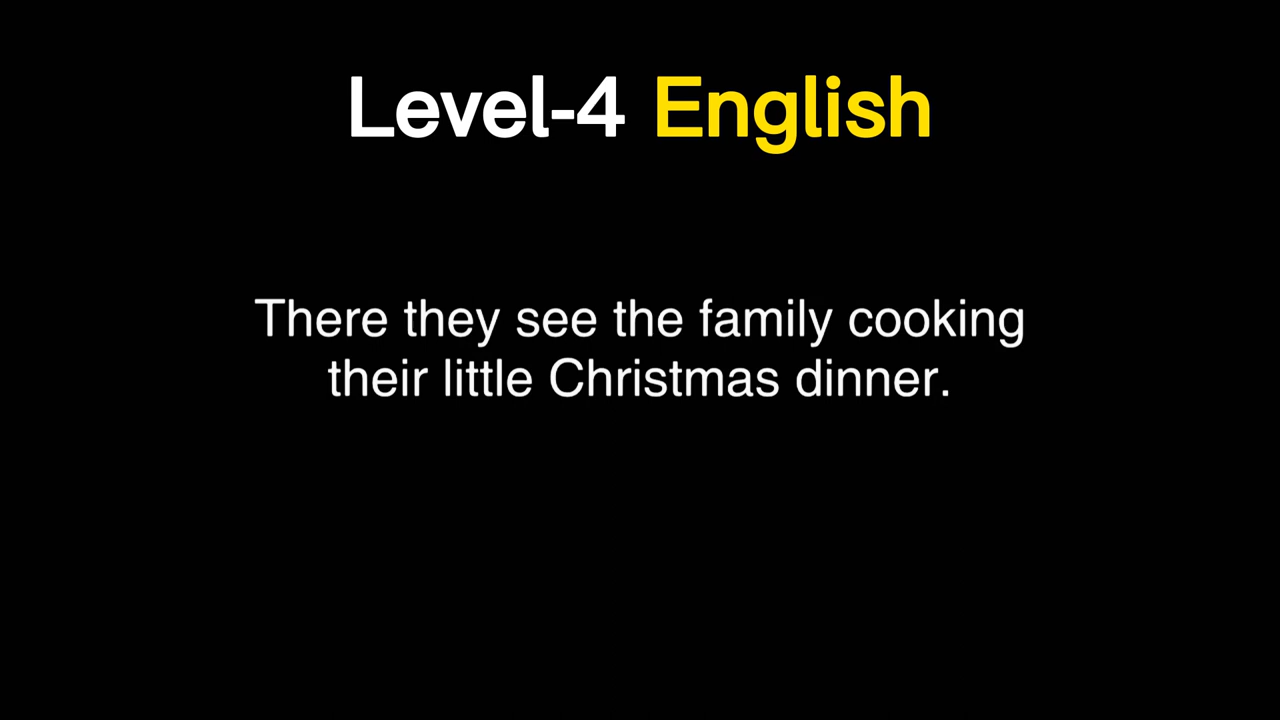 Level-4 English
There they see the family cooking
their little Christmas dinner.